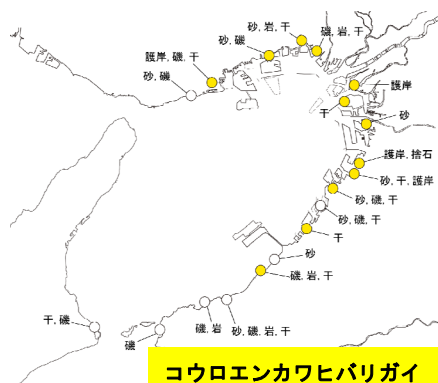 砂, 岩, 干
磯, 岩, 干
砂, 磯
護岸, 磯, 干
砂, 磯
護岸
干
砂
護岸, 捨石
砂, 干, 護岸
砂, 磯, 干
砂, 磯, 干
干
砂
磯, 岩, 干
磯, 岩
砂, 磯, 岩, 干
干, 磯
磯
コウロエンカワヒバリガイ